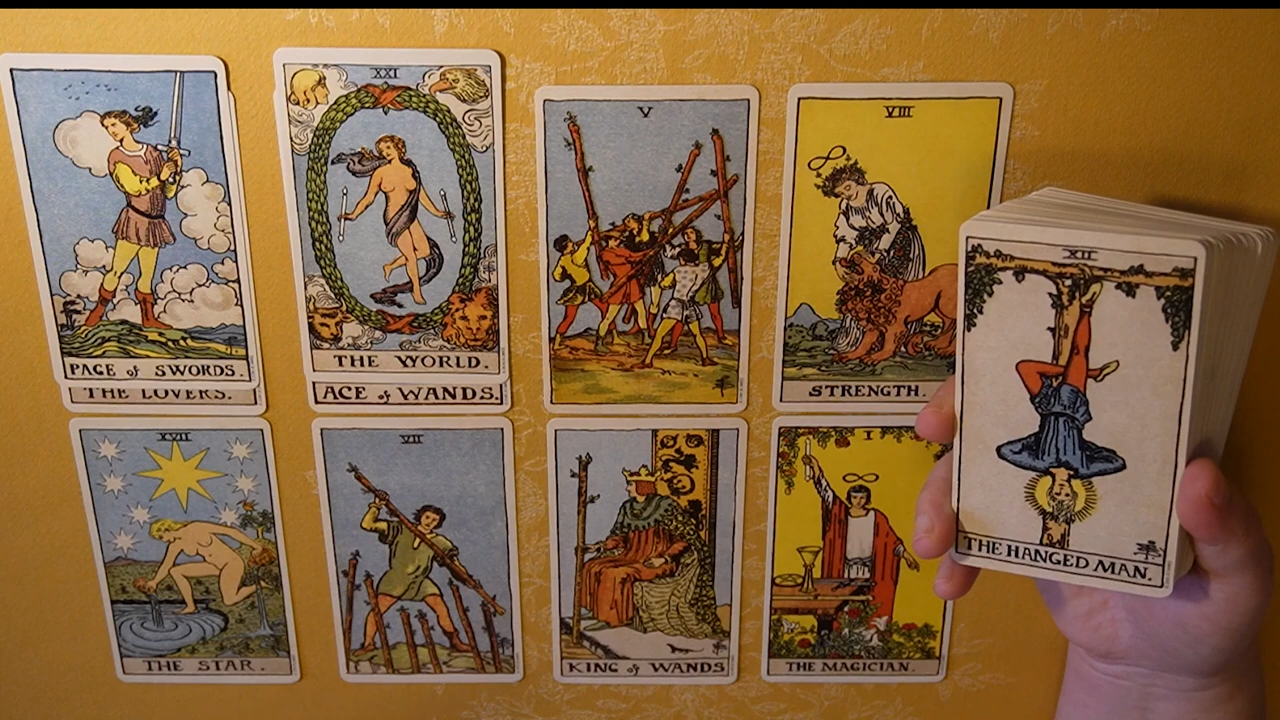 PAGE of SWORDS.
THE LOVERS.
XXI
THE WORLD.
ACE of WANDS.
V
VIII
STRENGTH.
XII
THE HANGED MAN.
XVII
THE STAR.
VII
KING of WANDS
I
THE MAGICIAN.